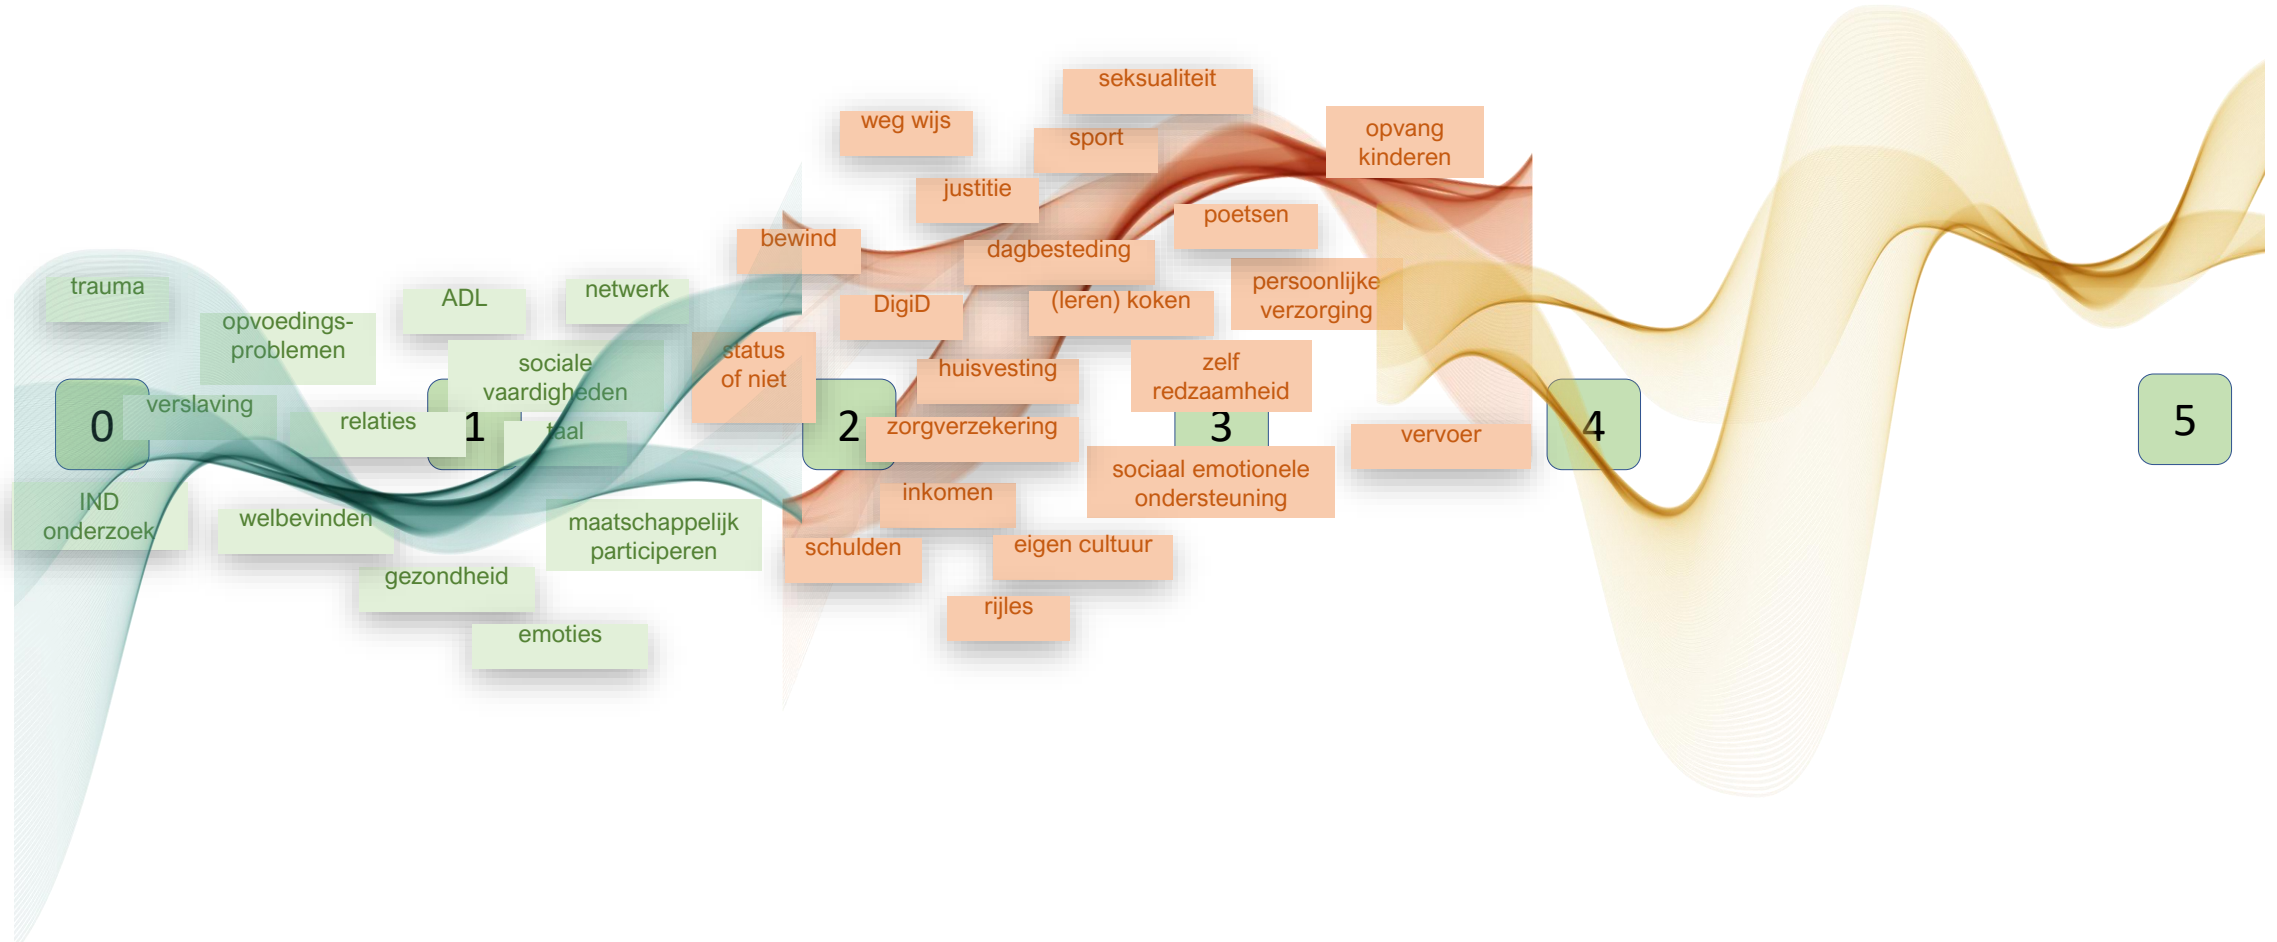 trauma
opvoedings-
problemen
ADL
netwerk
sociale
vaardigheden
0
verslaving
relaties
1
taal
IND
onderzoek
welbevinden
maatschappelijk
participeren
gezondheid
emoties
seksualiteit
weg wijs
sport
opvang
kinderen
justitie
poetsen
bewind
dagbesteding
persoonlijke
verzorging
DigiD
(leren) koken
status
of niet
huisvesting
zelf
redzaamheid
2
zorgverzekering
3
vervoer
sociaal emotionele
ondersteuning
inkomen
schulden
eigen cultuur
rijles
4
5